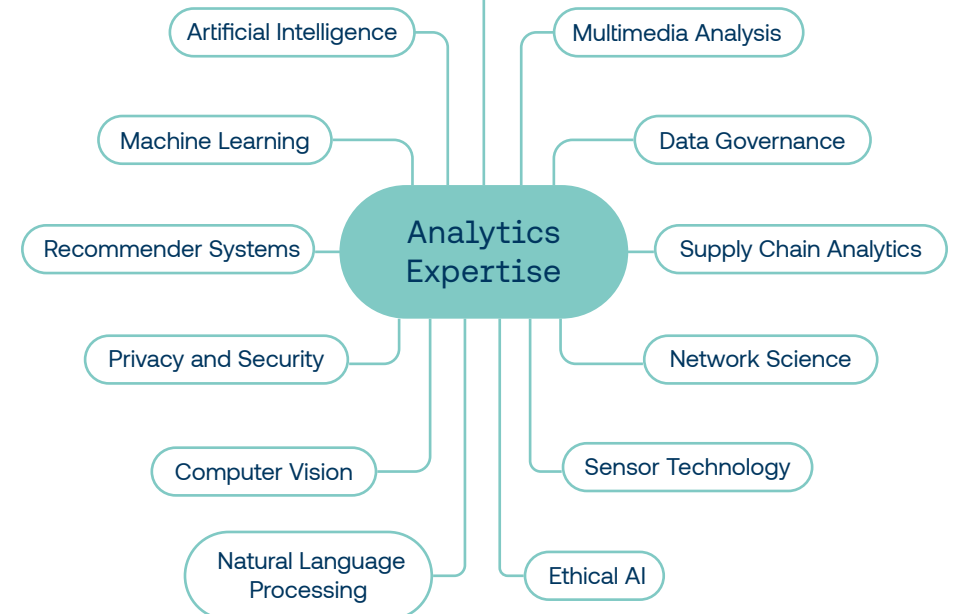 Artificial Intelligence
Multimedia Analysis
Machine Learning
Data Governance
Analytics
Expertise
Recommender Systems
Supply Chain Analytics
Privacy and Security
Network Science
Computer Vision
Sensor Technology
Natural Language
Processing
Ethical AI